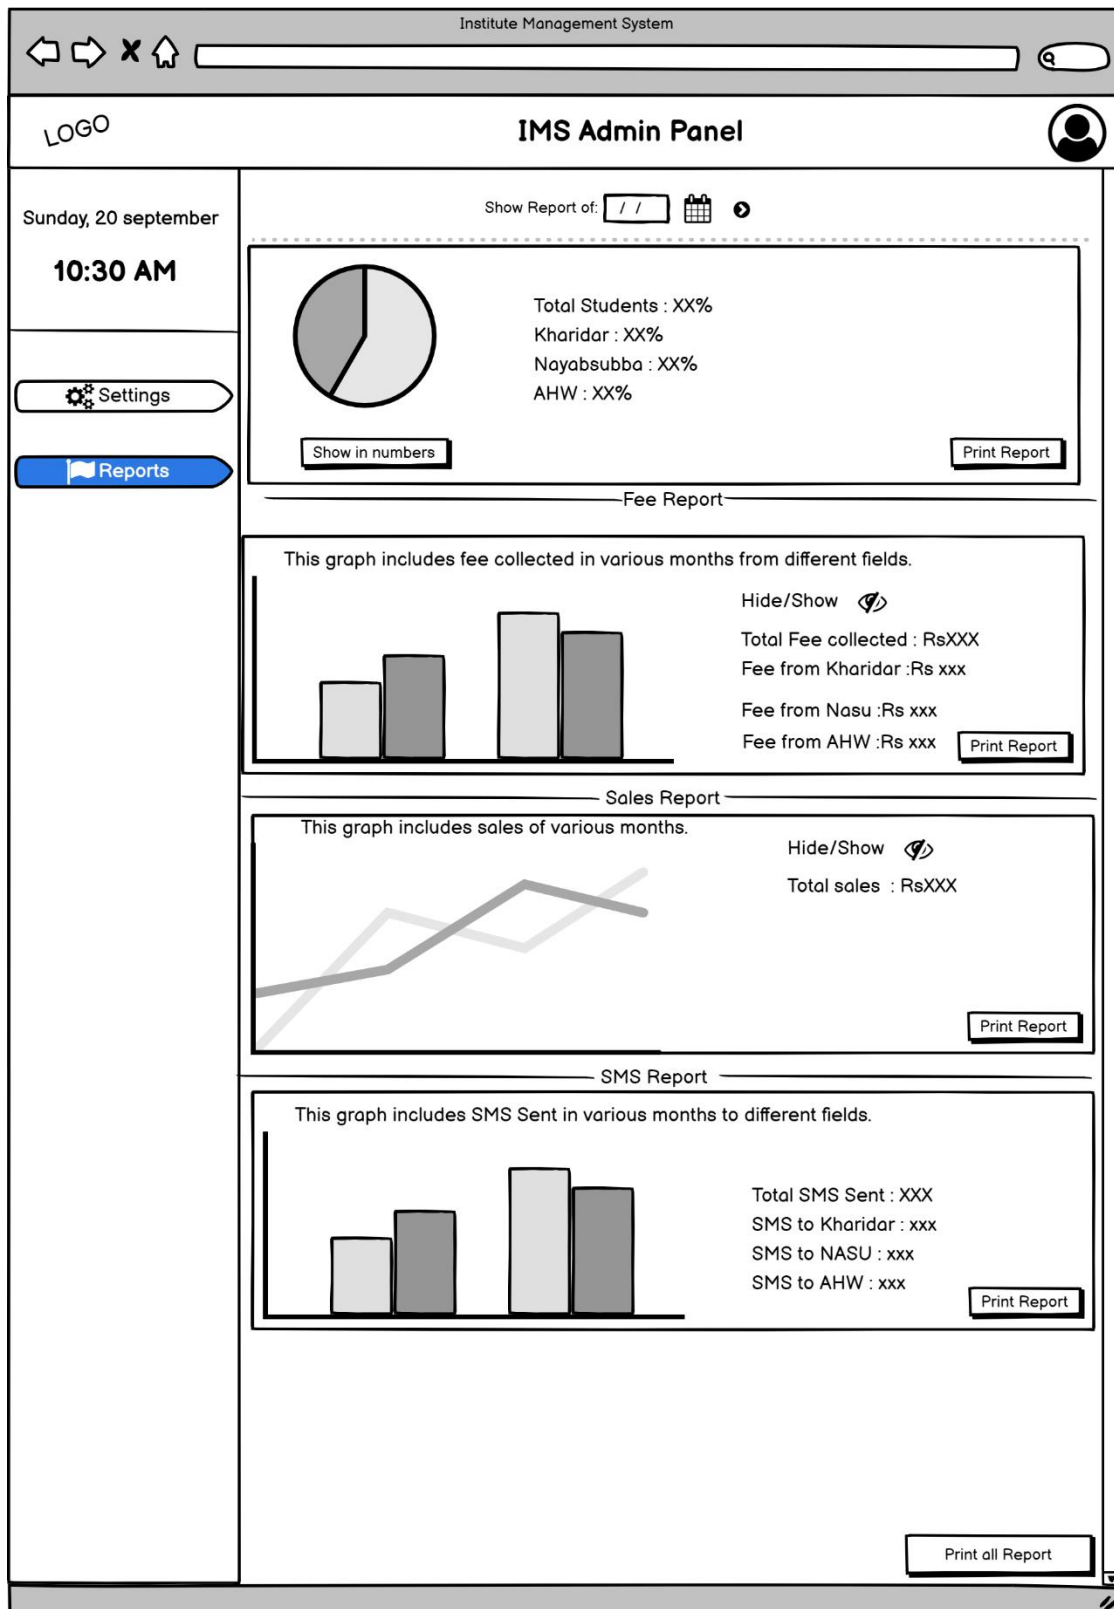 Institute Management System
LOGO
IMS Admin Panel
Sunday, 20 september
10:30 AM
Settings
Reports
Show Report of: / /
Total Students : XX%
Kharidar : XX%
Nayabsubba : XX%
AHW : XX%
Show in numbers
Print Report
Fee Report
This graph includes fee collected in various months from different fields.
Hide/Show
Total Fee collected : RsXXX
Fee from Kharidar :Rs xxx
Fee from Nasu :Rs xxx
Fee from AHW :Rs xxx
Print Report
Sales Report
This graph includes sales of various months.
Hide/Show
Total sales : RsXXX
Print Report
SMS Report
This graph includes SMS Sent in various months to different fields.
Total SMS Sent : XXX
SMS to Kharidar : xxx
SMS to NASU : xxx
SMS to AHW : xxx
Print Report
Print all Report